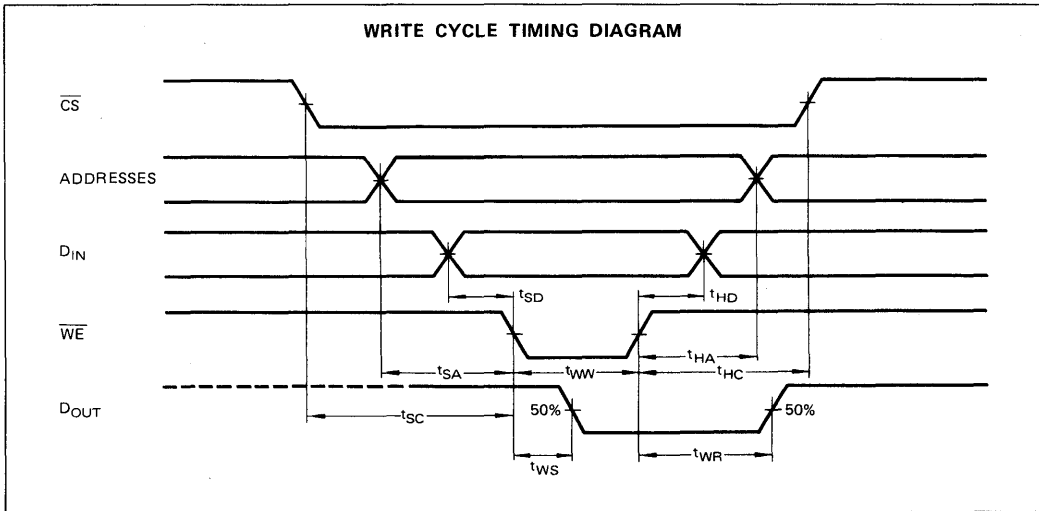 WRITE CYCLE TIMING DIAGRAM
CS
ADDRESSES
DIN
tSD
tHD
WE
tHA
tSA
tWW
tHC
DOUT
50%
50%
tSC
tWS
tWR